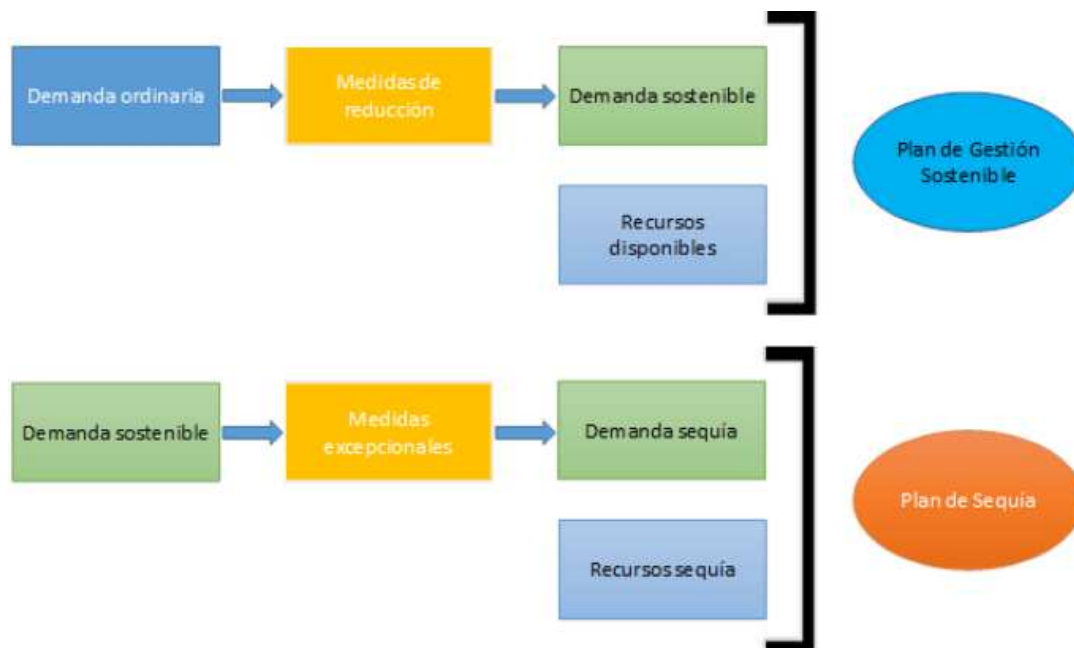 Demanda ordinaria
Medidas de
reducción
Demanda sostenible
Plan de Gestión
Sostenible
Recursos
disponibles
Demanda sostenible
Medidas
excepcionales
Demanda sequía
Plan de Sequía
Recursos sequía